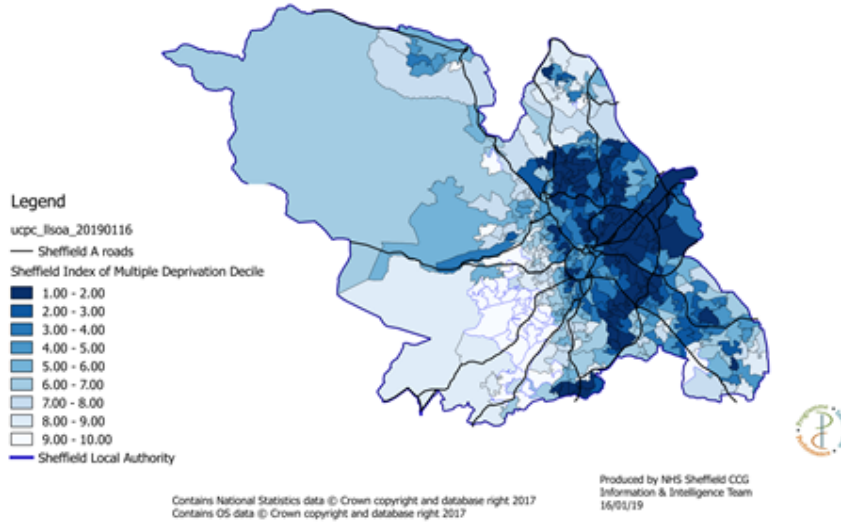 Legend
ucpc_llsoa_20190116
Sheffield A roads
Sheffield Index of Multiple Deprivation Decile
1.00 - 2.00
2.00 - 3.00
3.00 - 4.00
4.00 - 5.00
5.00 - 6.00
6.00 - 7.00
7.00 - 8.00
8.00 - 9.00
9.00 - 10.00
Sheffield Local Authority
Contains National Statistics data © Crown copyright and database right 2017
Contains OS data © Crown copyright and database right 2017
Produced by NHS Sheffield CCG
Information & Intelligence Team
16/01/19